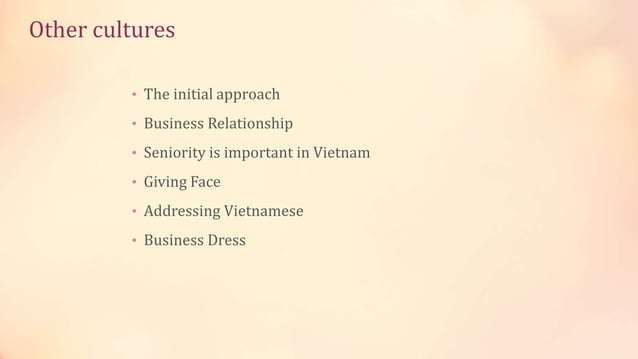 Other cultures
• The initial approach
• Business Relationship
• Seniority is important in Vietnam
• Giving Face
• Addressing Vietnamese
• Business Dress